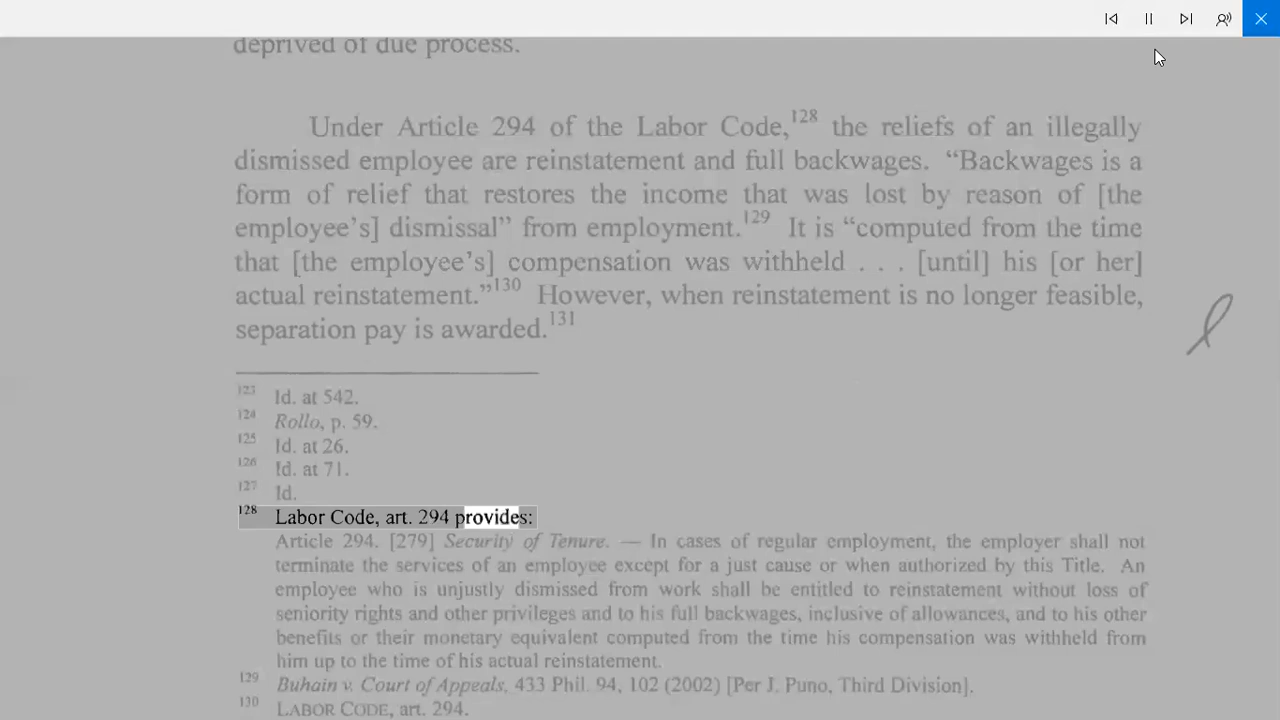 deprived of due process.
Under Article 294 of the Labor Code,128 the reliefs of an illegally
dismissed employee are reinstatement and full backwages. “Backwages is a
form of relief that restores the income that was lost by reason of [the
employee’s] dismissal” from employment.129 It is “computed from the time
that [the employee’s] compensation was withheld . . . [until] his [or her]
actual reinstatement.”130 However, when reinstatement is no longer feasible,
separation pay is awarded.131
123 Id. at 542.
124 Rollo, p. 59.
125 Id. at 26.
126 Id. at 71.
127 Id.
128 Labor Code, art. 294 provides:
Article 294. [279] Security of Tenure. — In cases of regular employment, the employer shall not
terminate the services of an employee except for a just cause or when authorized by this Title. An
employee who is unjustly dismissed from work shall be entitled to reinstatement without loss of
seniority rights and other privileges and to his full backwages, inclusive of allowances, and to his other
benefits or their monetary equivalent computed from the time his compensation was withheld from
him up to the time of his actual reinstatement.
129 Buhain v. Court of Appeals, 433 Phil. 94, 102 (2002) [Per J. Puno, Third Division].
130 LABOR CODE, art. 294.